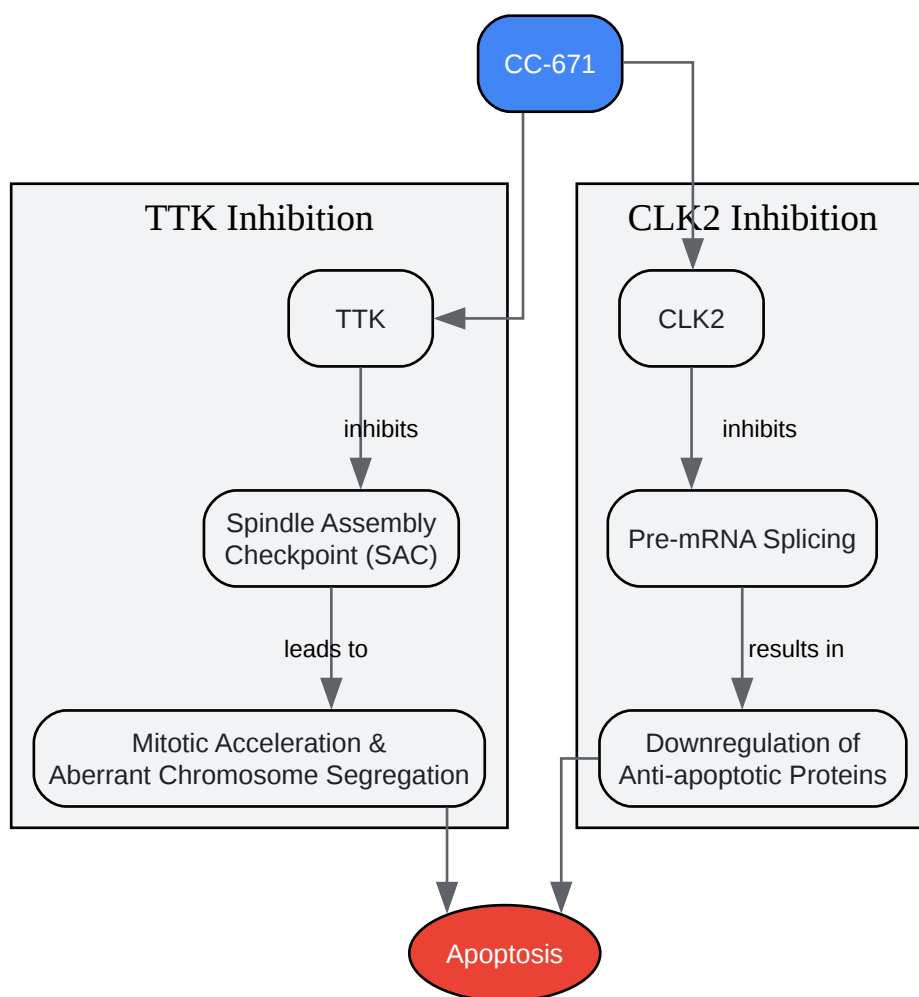 CC-671
TTK Inhibition
CLK2 Inhibition
TTK
CLK2
inhibits
inhibits
Spindle Assembly
Checkpoint (SAC)
Pre-mRNA Splicing
leads to
results in
Mitotic Acceleration &
Aberrant Chromosome Segregation
Downregulation of
Anti-apoptotic Proteins
Apoptosis